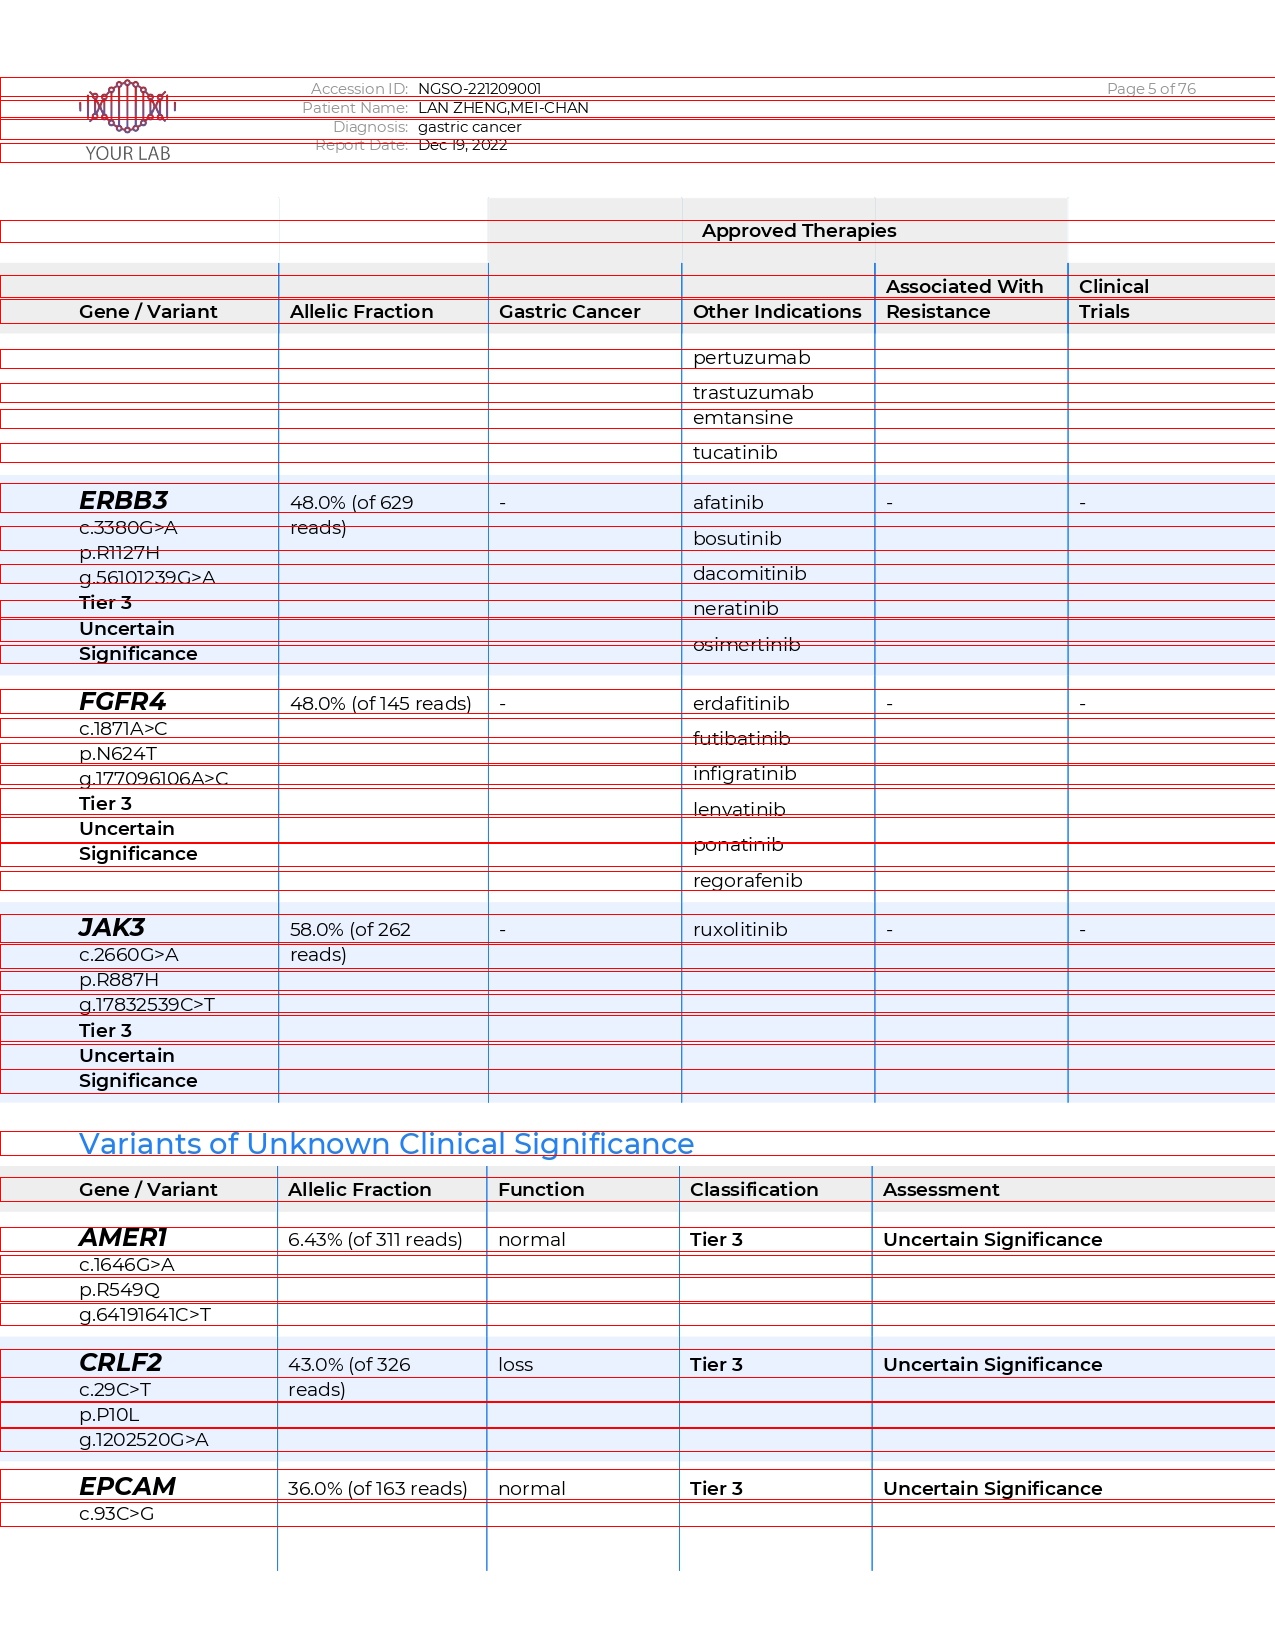 Accession ID: NGSO-221209001 Page 5 of 76
Patient Name: LAN ZHENG,MEI-CHAN
Diagnosis: gastric cancer
Report Date: Dec 19, 2022
YOUR LAB
Approved Therapies
Associated With Clinical
Gene / Variant Allelic Fraction Gastric Cancer Other Indications Resistance Trials
pertuzumab
trastuzumab
emtansine
tucatinib
ERBB3 48.0% (of 629 - afatinib - -
c.3380G>A reads)
bosutinib
p.R1127H
dacomitinib
g.56101239G>A
Tier 3 neratinib
Uncertain
osimertinib
Significance
FGFR4 48.0% (of 145 reads) - erdafitinib - -
c.1871A>C
futibatinib
p.N624T
infigratinib
g.177096106A>C
Tier 3 lenvatinib
Uncertain
ponatinib
Significance
regorafenib
JAK3 58.0% (of 262 - ruxolitinib - -
c.2660G>A reads)
p.R887H
g.17832539C>T
Tier 3
Uncertain
Significance
Variants of Unknown Clinical Significance
Gene / Variant Allelic Fraction Function Classification Assessment
AMER1 6.43% (of 311 reads) normal Tier 3 Uncertain Significance
c.1646G>A
p.R549Q
g.64191641C>T
CRLF2 43.0% (of 326 loss Tier 3 Uncertain Significance
c.29C>T reads)
p.P10L
g.1202520G>A
EPCAM 36.0% (of 163 reads) normal Tier 3 Uncertain Significance
c.93C>G